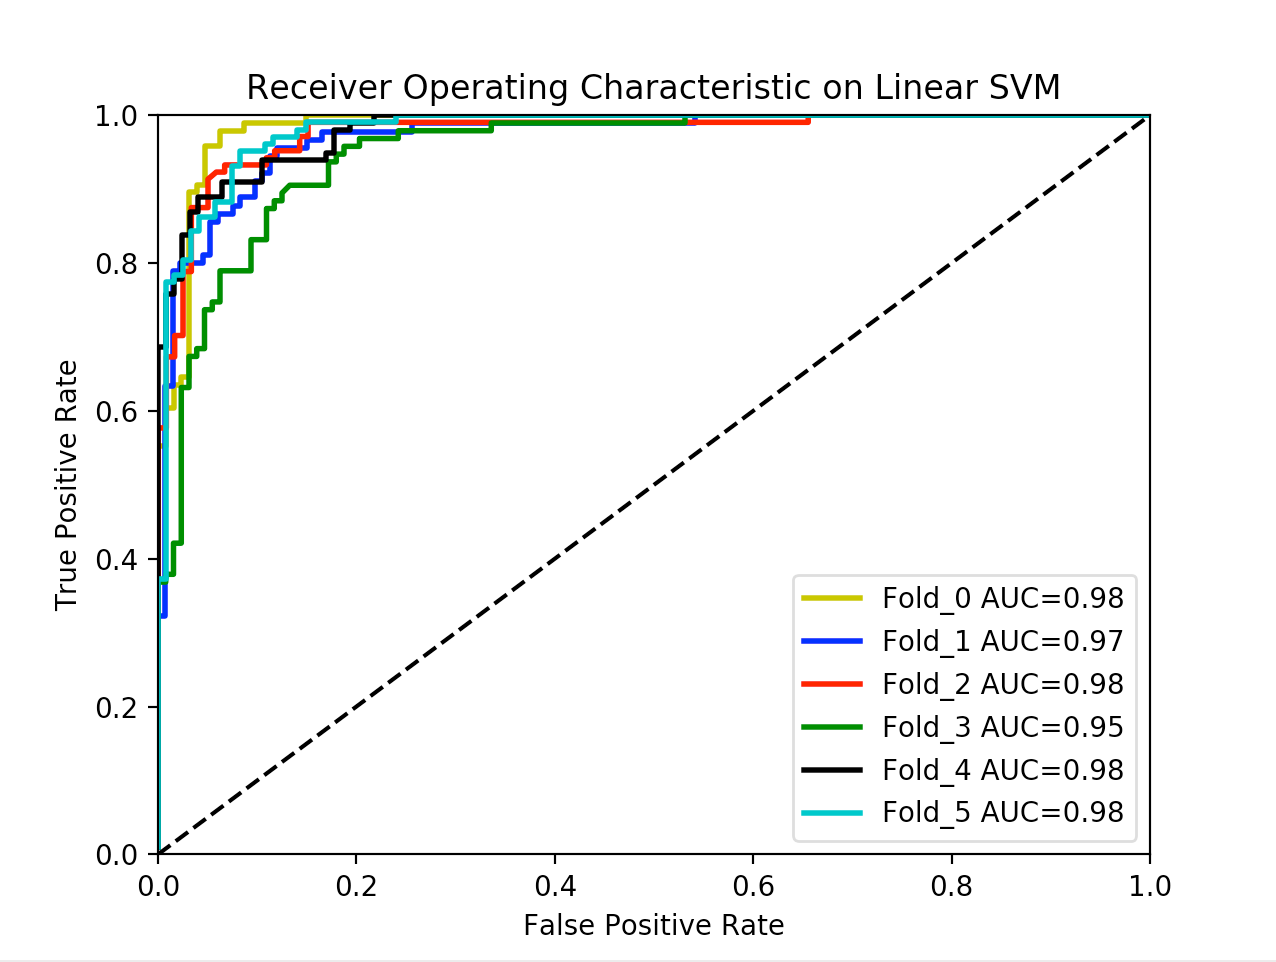 Receiver Operating Characteristic on Linear SVM
1.0
0.8
0.6
0.4
0.2
0.0
True Positive Rate
Fold_0 AUC=0.98
Fold_1 AUC=0.97
Fold_2 AUC=0.98
Fold_3 AUC=0.95
Fold_4 AUC=0.98
Fold_5 AUC=0.98
0.0 0.2 0.4 0.6 0.8 1.0
False Positive Rate